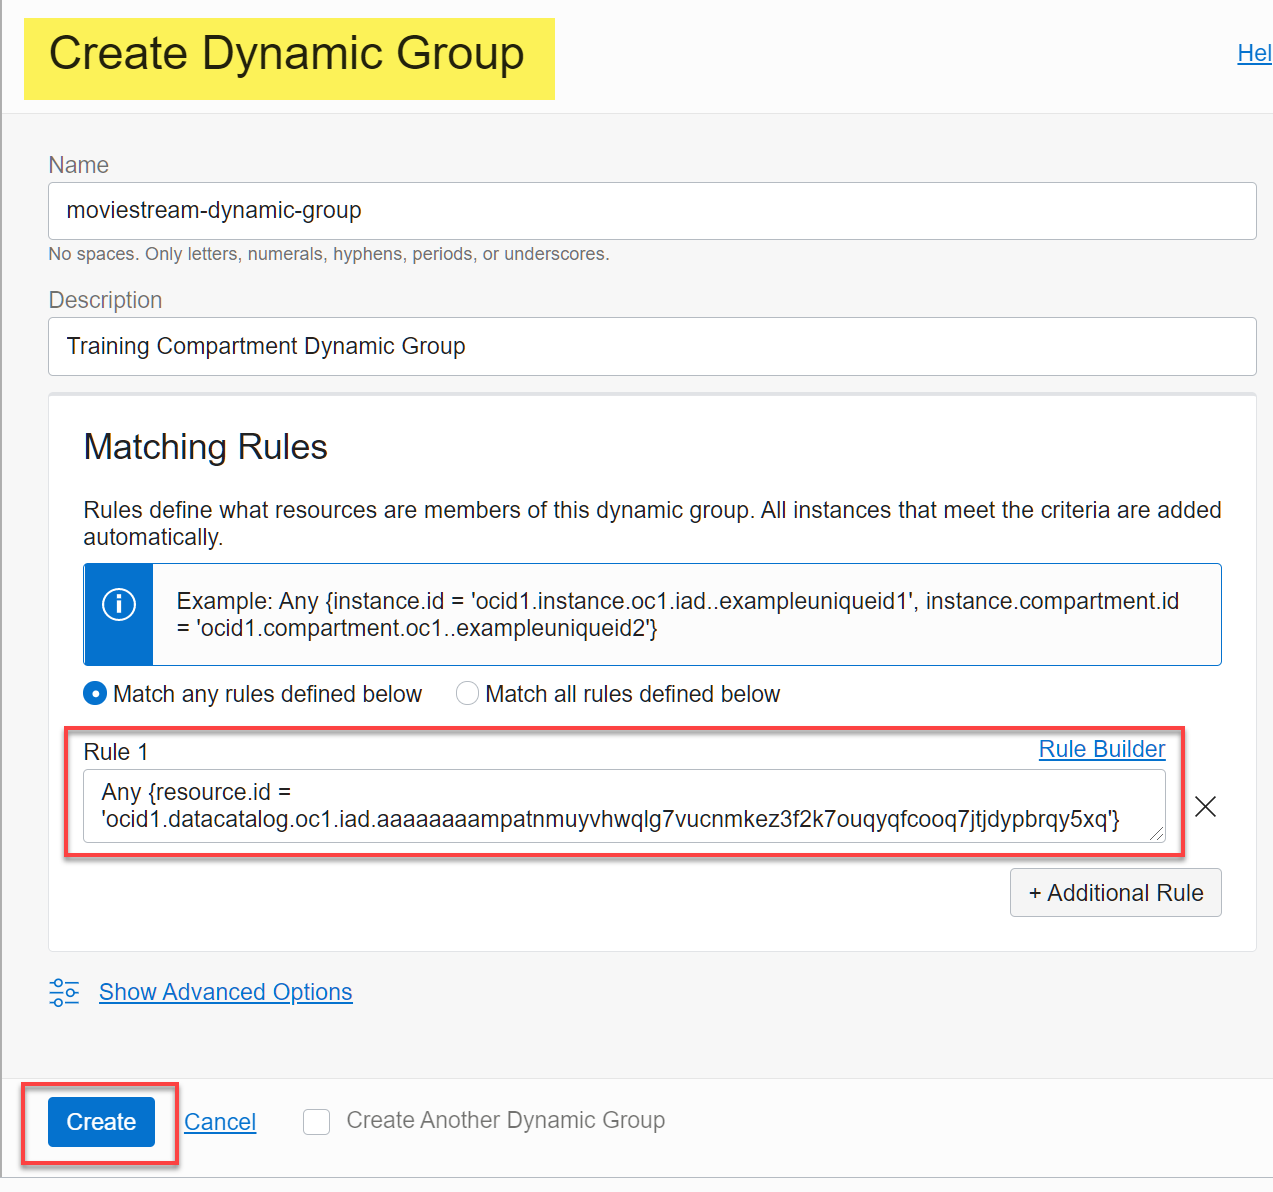 Create Dynamic Group
Hel
Name
moviestream-dynamic-group
No spaces. Only letters, numerals, hyphens, periods, or underscores.
Description
Training Compartment Dynamic Group
Matching Rules
Rules define what resources are members of this dynamic group. All instances that meet the criteria are added
automatically.
Example: Any {instance.id = 'ocid1.instance.oc1.iad..exampleuniqueid1', instance.compartment.id
= 'ocid1.compartment.oc1..exampleuniqueid2'}
Match any rules defined below Match all rules defined below
Rule 1 Rule Builder
Any {resource.id =
'ocid1.datacatalog.oc1.iad.aaaaaaaampatnmuyvhwqlg7vucnmkez3f2k7ouqyqfcooq7jtjdypbrqy5xq'}
+ Additional Rule
Show Advanced Options
Create Cancel Create Another Dynamic Group